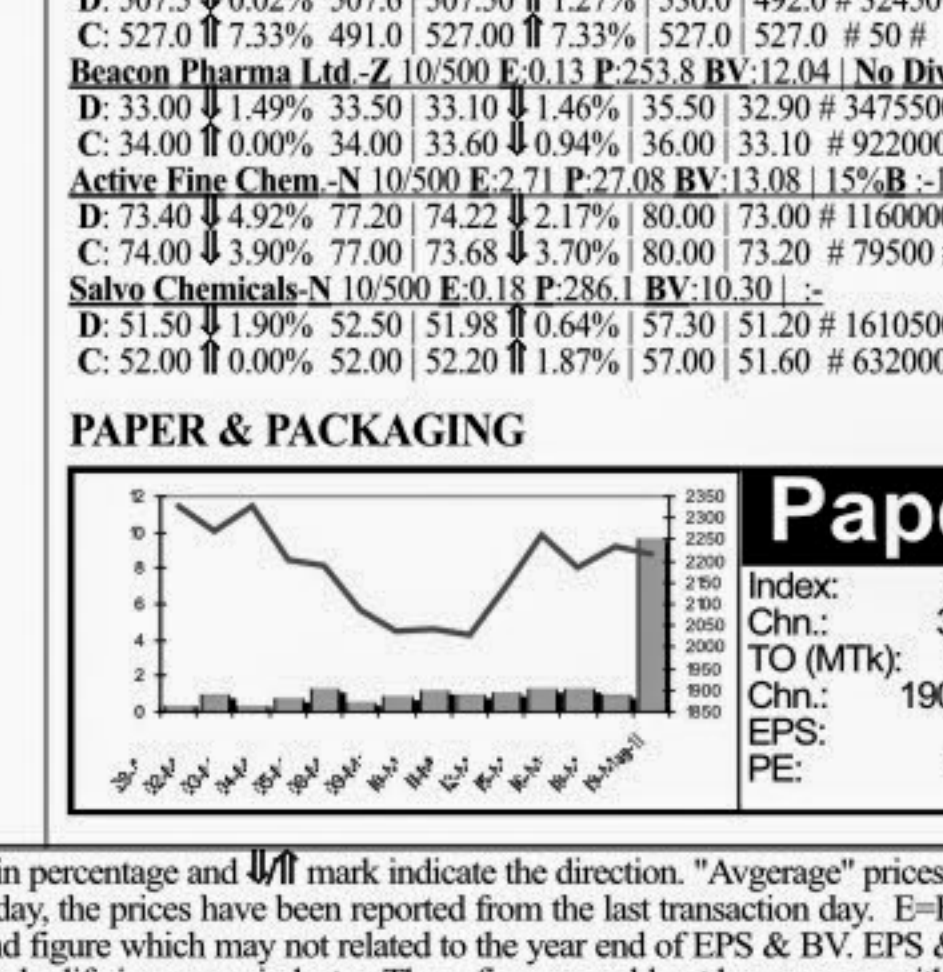 C: 527.0 ⇑ 7.33% 491.0 | 527.00 ⇑ 7.33% | 527.0 | 527.0 # 50 #
Beacon Pharma Ltd.-Z 10/500 E:0.13 P:253.8 BV:12.04 | No Div
D: 33.00 ⇓ 1.49% 33.50 | 33.10 ⇓ 1.46% | 35.50 | 32.90 # 347550
C: 34.00 ⇑ 0.00% 34.00 | 33.60 ⇓ 0.94% | 36.00 | 33.10 # 922000
Active Fine Chem.-N 10/500 E:2.71 P:27.08 BV:13.08 | 15%B :-1
D: 73.40 ⇓ 4.92% 77.20 | 74.22 ⇓ 2.17% | 80.00 | 73.00 # 116000
C: 74.00 ⇓ 3.90% 77.00 | 73.68 ⇓ 3.70% | 80.00 | 73.20 # 79500
Salvo Chemicals-N 10/500 E:0.18 P:286.1 BV:10.30 | :-
D: 51.50 ⇓ 1.90% 52.50 | 51.98 ⇑ 0.64% | 57.30 | 51.20 # 161050
C: 52.00 ⇑ 0.00% 52.00 | 52.20 ⇑ 1.87% | 57.00 | 51.60 # 632000
PAPER & PACKAGING
12
10
8
6
4
2
0
2350
2300
2250
2200
2150
2100
2050
2000
1950
1900
1850
Pape
Index:
Chn.: 3
TO (MTk):
Chn.: 190
EPS:
PE:
in percentage and ⇓/⇑ mark indicate the direction. "Avgerage" prices
day, the prices have been reported from the last transaction day. E=
nd figure which may not related to the year end of EPS & BV. EPS &